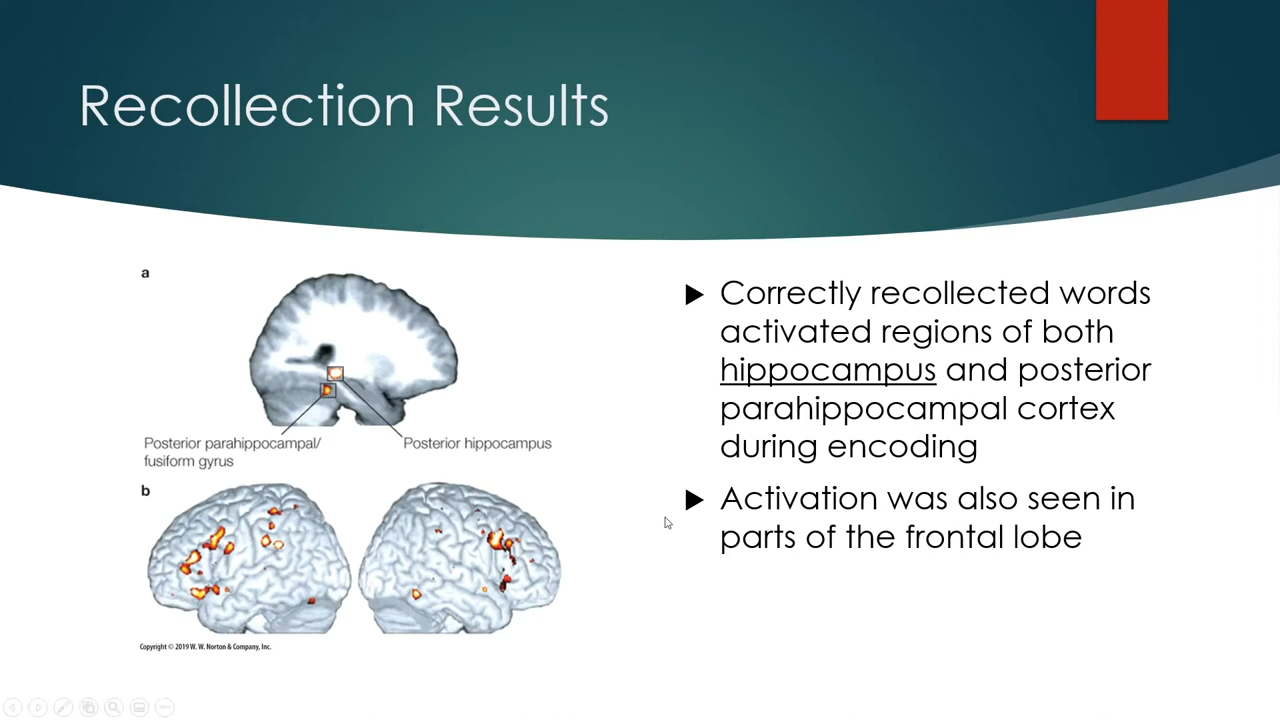 Recollection Results
a
Posterior parahippocampal/
fusiform gyrus
Posterior hippocampus
b
Copyright © 2019 W. W. Norton & Company, Inc.
Correctly recollected words
activated regions of both
hippocampus and posterior
parahippocampal cortex
during encoding
Activation was also seen in
parts of the frontal lobe